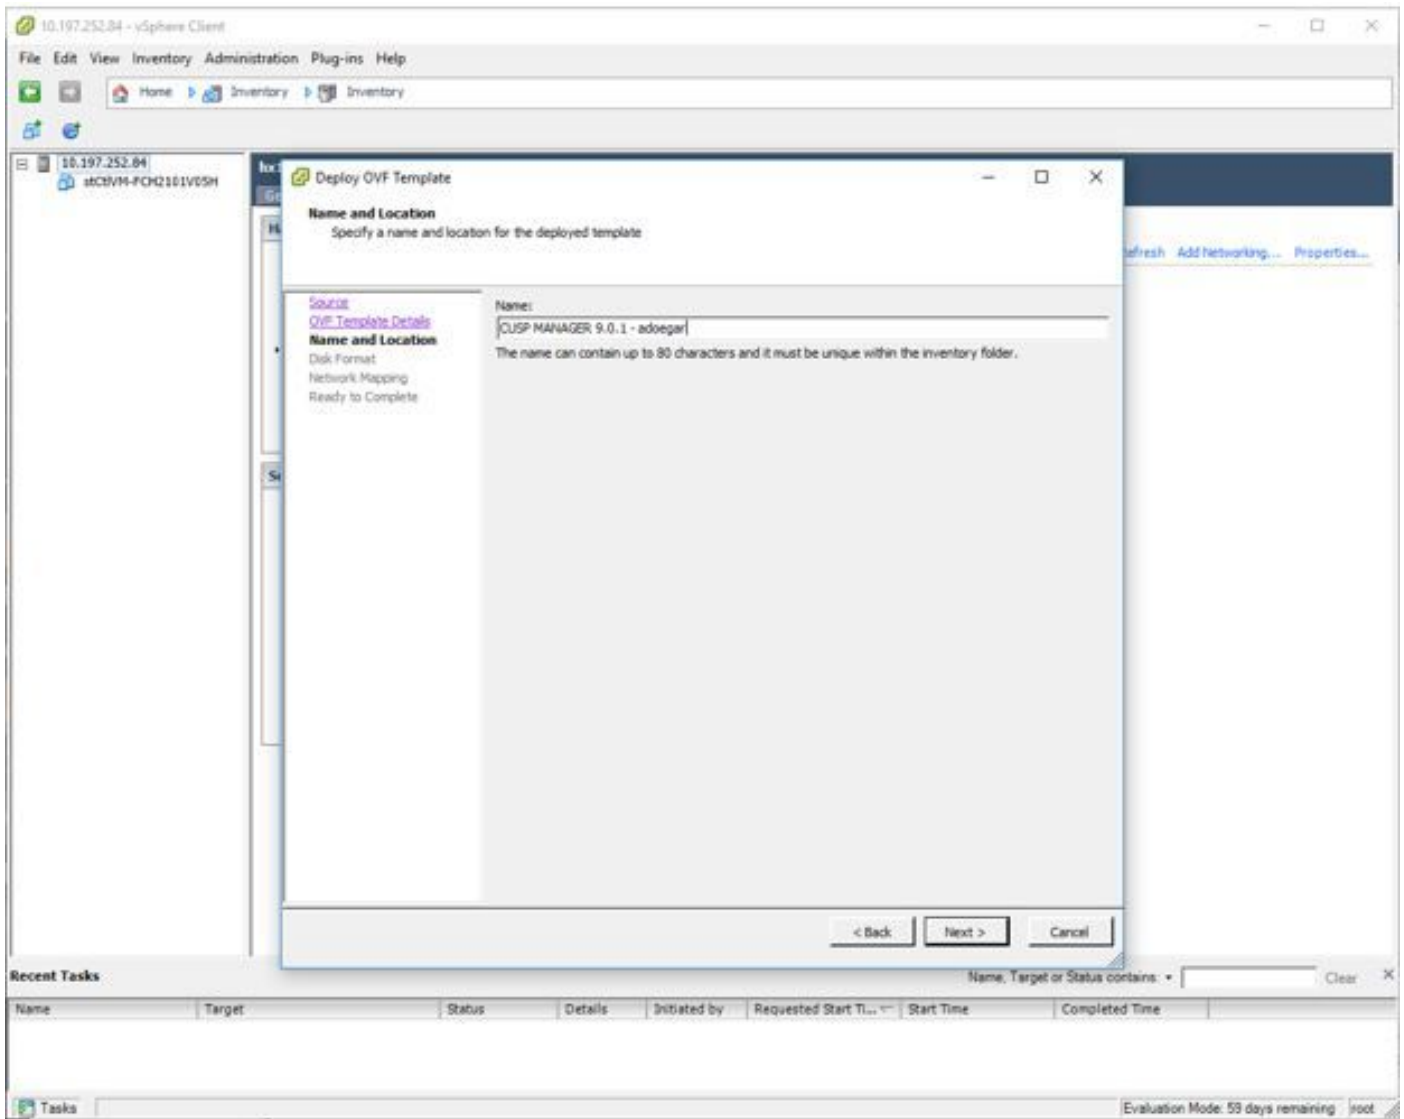 10.197.252.84 - vSphere Client
File Edit View Inventory Administration Plug-ins Help
Home Inventory Inventory
10.197.252.84
stCtlVM-FCH2101V0SH
Deploy OVF Template
Name and Location
Specify a name and location for the deployed template
Refresh Add Networking... Properties...
Source
OVF Template Details
Name and Location
Disk Format
Network Mapping
Ready to Complete
Name:
CUSP MANAGER 9.0.1 - adoegar
The name can contain up to 80 characters and it must be unique within the inventory folder.
< Back Next > Cancel
Recent Tasks
Name, Target or Status contains: Clear
Name Target Status Details Initiated by Requested Start Ti... Start Time Completed Time
Tasks
Evaluation Mode: 59 days remaining root